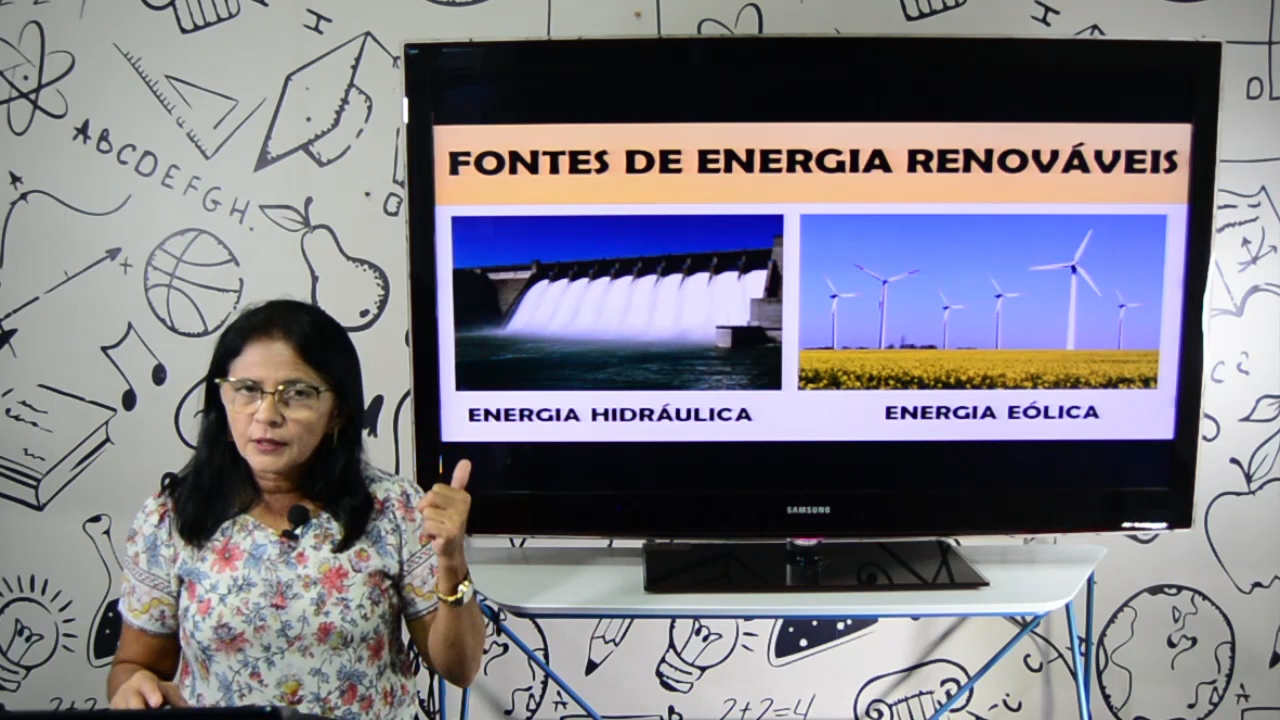 H
H
ABCDEFGH.
FONTES DE ENERGIA RENOVÁVEIS
ENERGIA HIDRÁULICA
ENERGIA EÓLICA
SAMSUNG
2+2=4